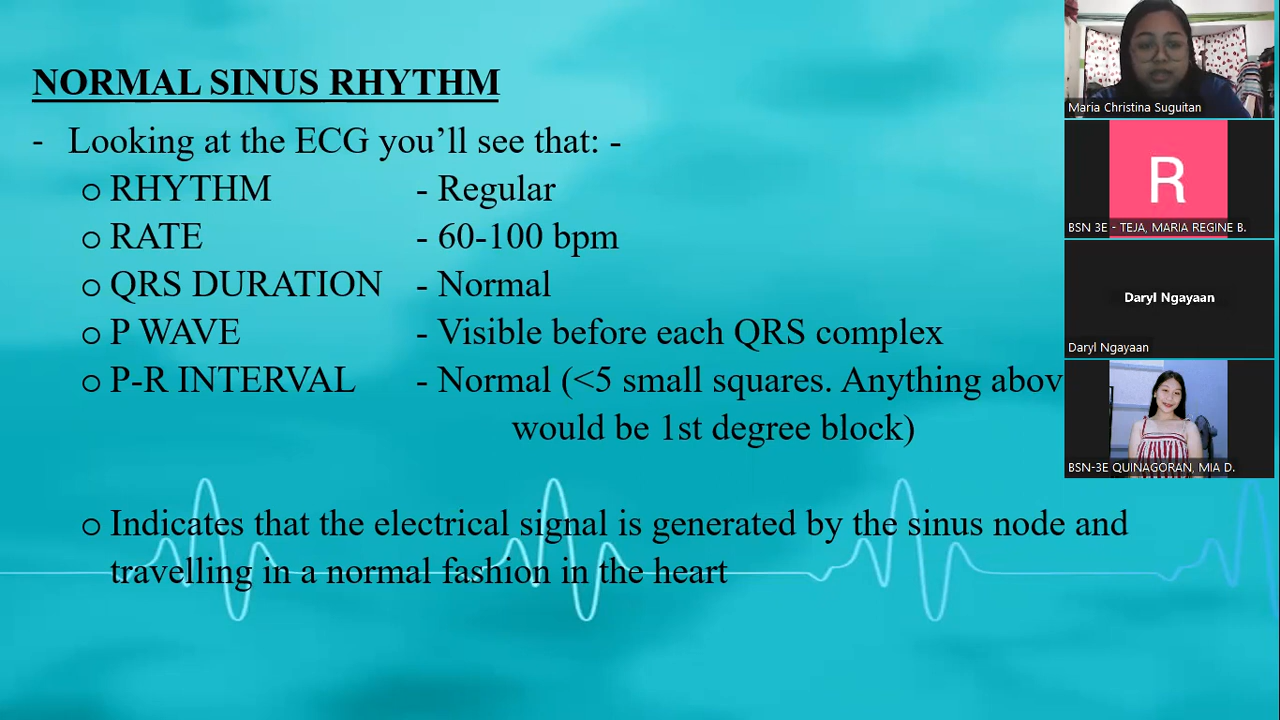 NORMAL SINUS RHYTHM
- Looking at the ECG you’ll see that: -
o RHYTHM - Regular
o RATE - 60-100 bpm
o QRS DURATION - Normal
o P WAVE - Visible before each QRS complex
o P-R INTERVAL - Normal (<5 small squares. Anything abov
would be 1st degree block)
o Indicates that the electrical signal is generated by the sinus node and
travelling in a normal fashion in the heart
Maria Christina Suguitan
R
BSN 3E - TEJA, MARIA REGINE B.
Daryl Ngayaan
Daryl Ngayaan
BSN-3E QUINAGORAN, MIA D.